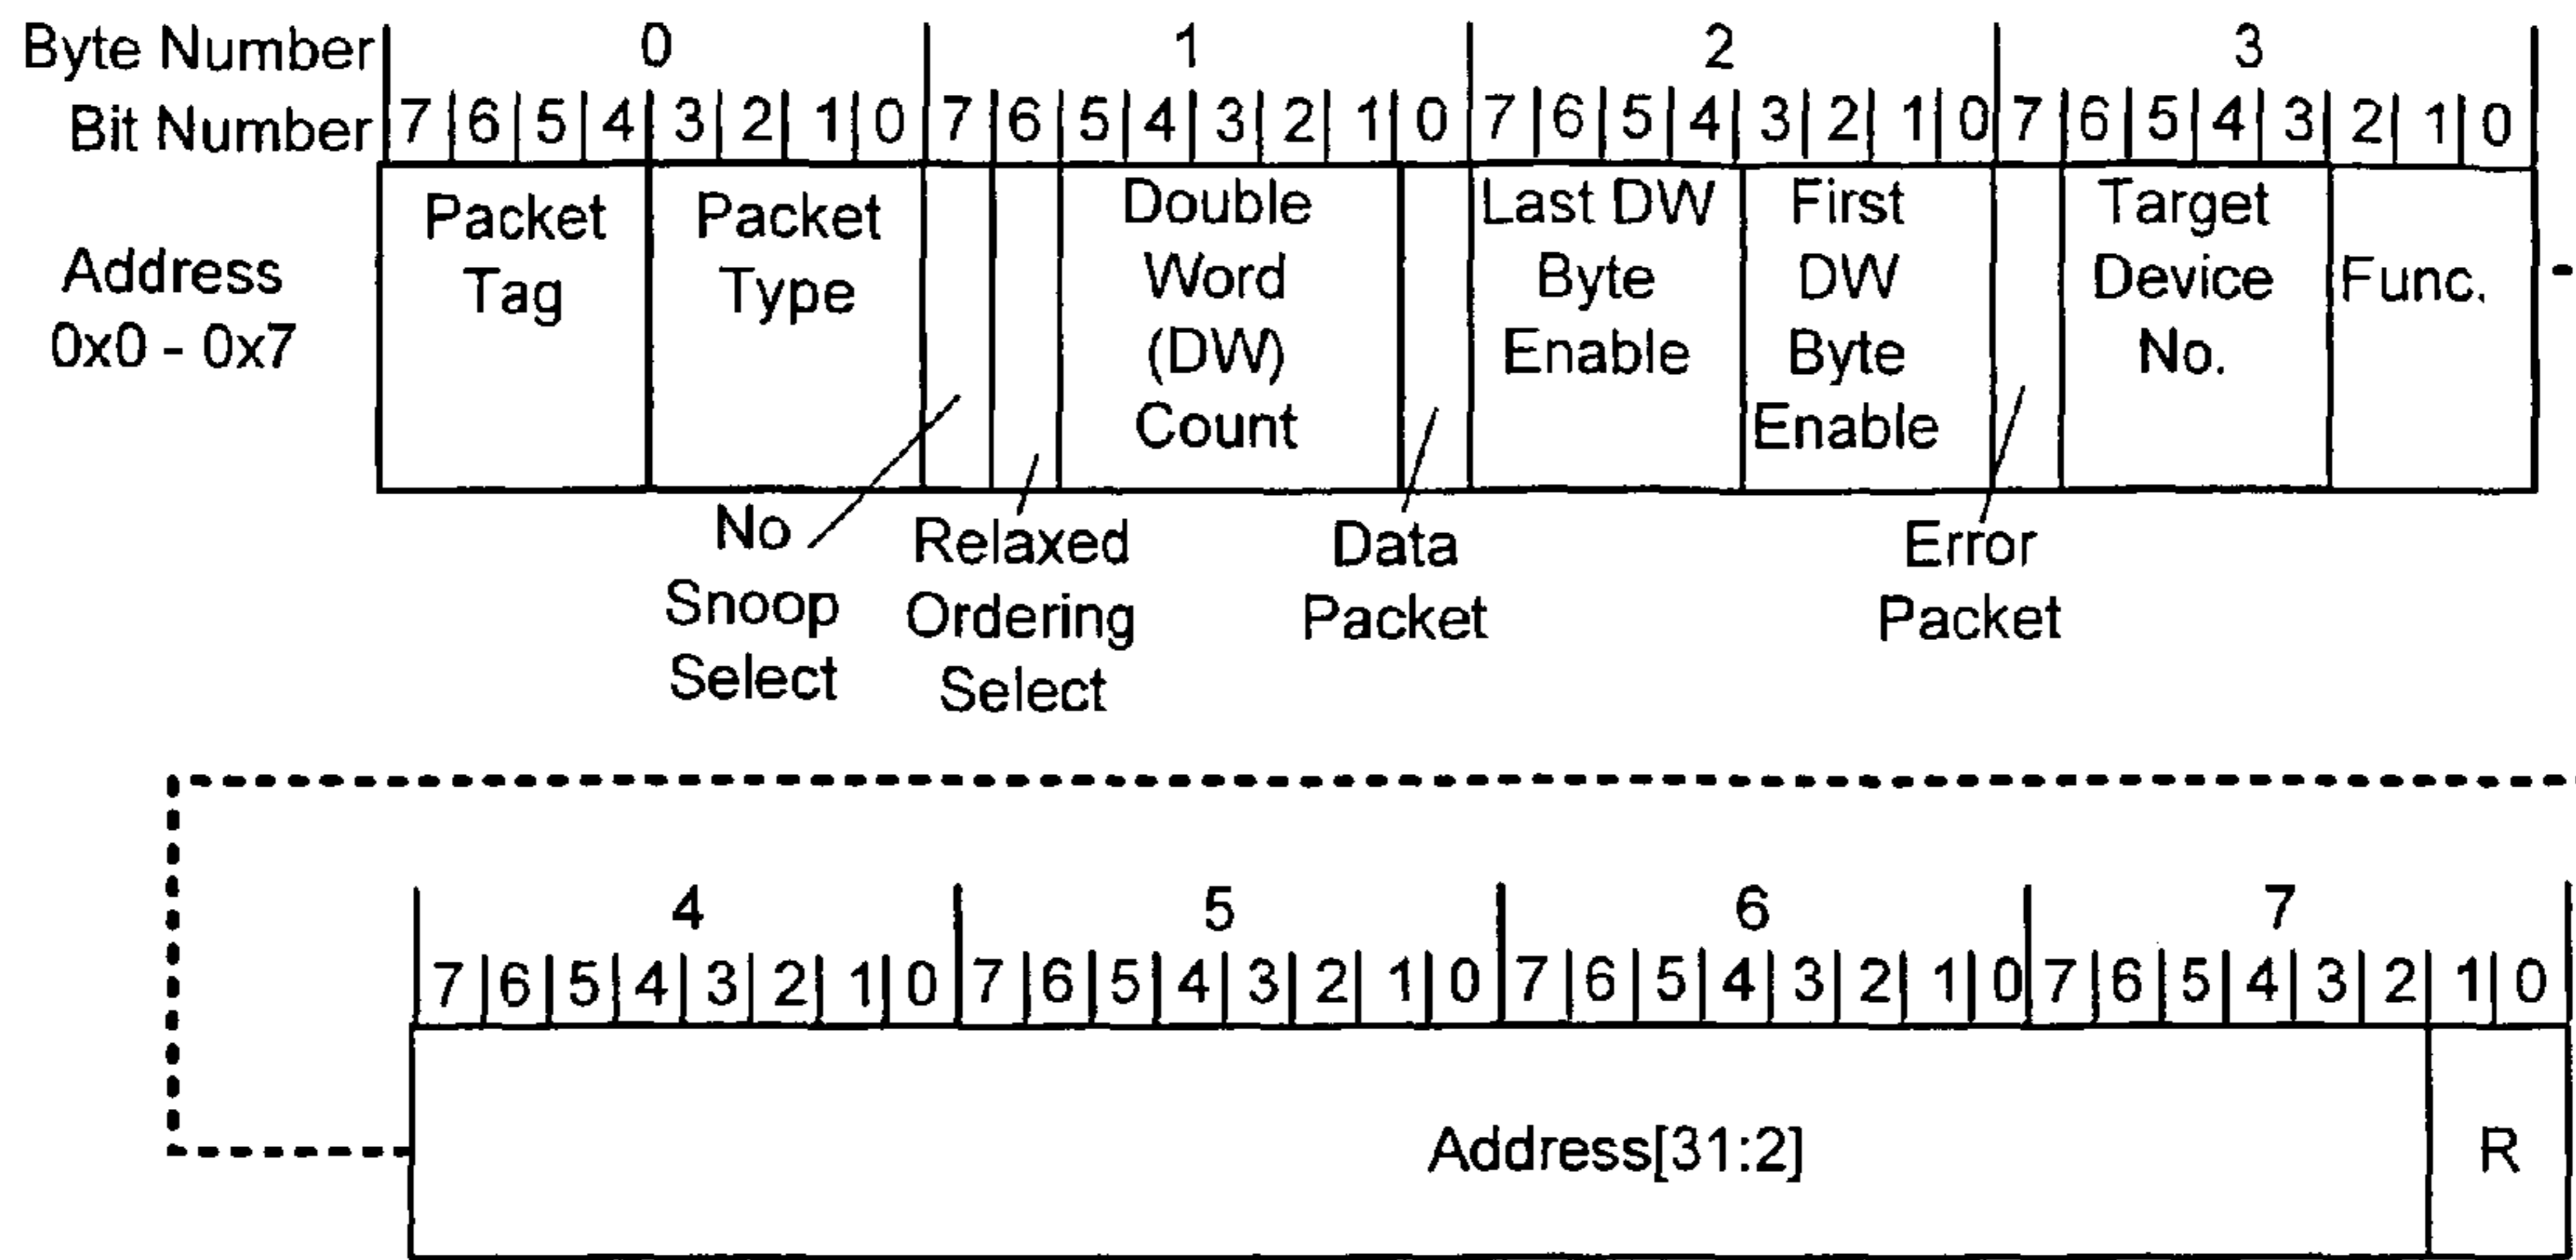 Byte Number 0 1 2 3
Bit Number 7 6 5 4 3 2 1 0 7 6 5 4 3 2 1 0 7 6 5 4 3 2 1 0 7 6 5 4 3 2 1 0
Address
0x0 - 0x7
Packet
Tag
Packet
Type
Double
Word
(DW)
Count
Last DW
Byte
Enable
First
DW
Byte
Enable
Target
Device
No.
Func.
No
Snoop
Select
Relaxed
Ordering
Select
Data
Packet
Error
Packet
4 5 6 7
7 6 5 4 3 2 1 0 7 6 5 4 3 2 1 0 7 6 5 4 3 2 1 0 7 6 5 4 3 2 1 0
Address[31:2]
R